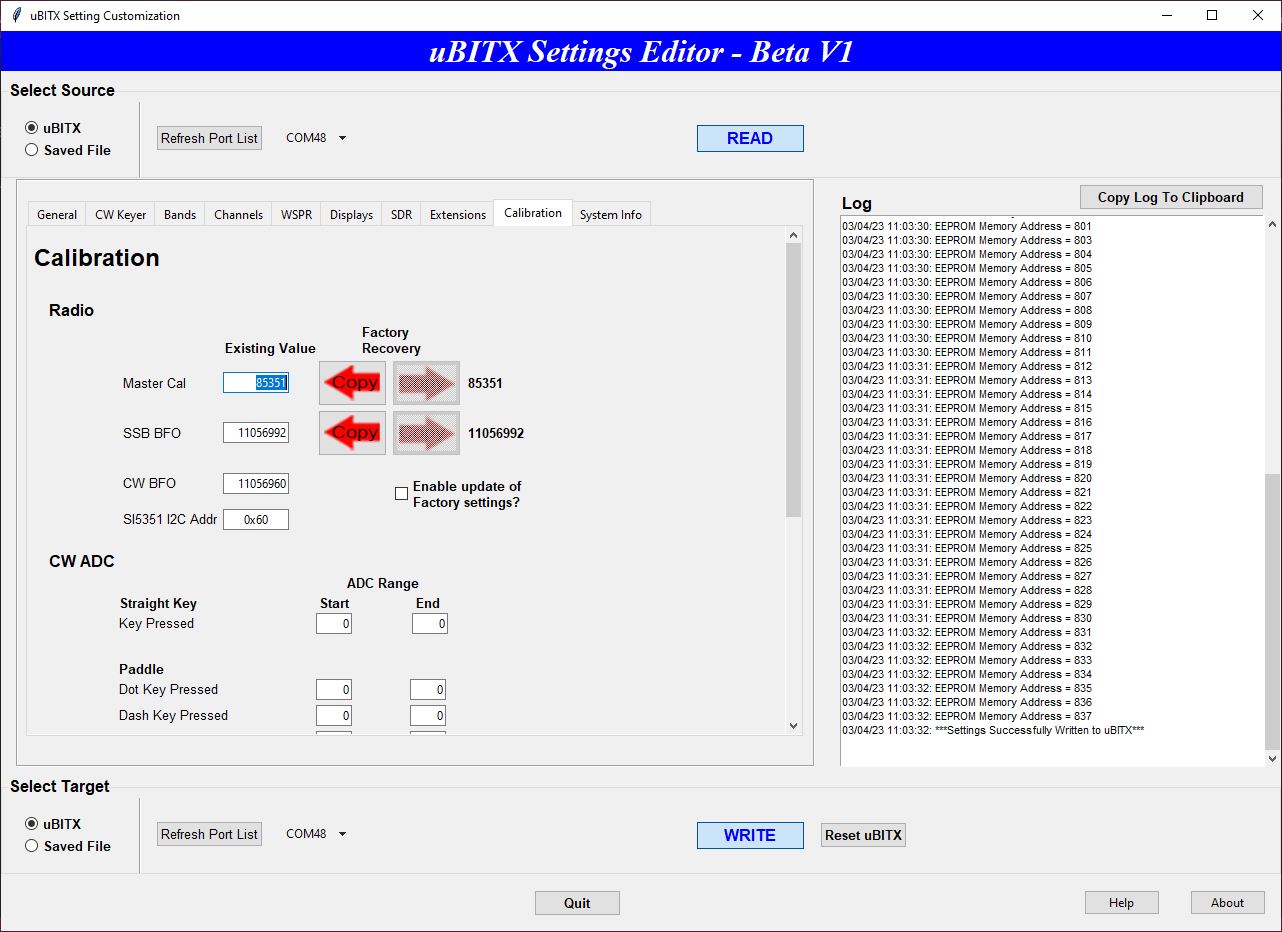 uBITX Setting Customization
uBITX Settings Editor - Beta V1
Select Source
uBITX
Saved File
Refresh Port List
COM48
READ
General CW Keyer Bands Channels WSPR Displays SDR Extensions Calibration System Info
Calibration
Radio
Existing Value
Factory
Recovery
Master Cal 85351 Copy 85351
SSB BFO 11056992 Copy 11056992
CW BFO 11056960
Enable update of
Factory settings?
SI5351 I2C Addr 0x60
CW ADC
ADC Range
Straight Key Start End
Key Pressed 0 0
Paddle
Dot Key Pressed 0 0
Dash Key Pressed 0 0
Log
Copy Log To Clipboard
03/04/23 11:03:30: EEPROM Memory Address = 801
03/04/23 11:03:30: EEPROM Memory Address = 803
03/04/23 11:03:30: EEPROM Memory Address = 804
03/04/23 11:03:30: EEPROM Memory Address = 805
03/04/23 11:03:30: EEPROM Memory Address = 806
03/04/23 11:03:30: EEPROM Memory Address = 807
03/04/23 11:03:30: EEPROM Memory Address = 808
03/04/23 11:03:30: EEPROM Memory Address = 809
03/04/23 11:03:30: EEPROM Memory Address = 810
03/04/23 11:03:30: EEPROM Memory Address = 811
03/04/23 11:03:31: EEPROM Memory Address = 812
03/04/23 11:03:31: EEPROM Memory Address = 813
03/04/23 11:03:31: EEPROM Memory Address = 814
03/04/23 11:03:31: EEPROM Memory Address = 815
03/04/23 11:03:31: EEPROM Memory Address = 816
03/04/23 11:03:31: EEPROM Memory Address = 817
03/04/23 11:03:31: EEPROM Memory Address = 818
03/04/23 11:03:31: EEPROM Memory Address = 819
03/04/23 11:03:31: EEPROM Memory Address = 820
03/04/23 11:03:31: EEPROM Memory Address = 821
03/04/23 11:03:31: EEPROM Memory Address = 822
03/04/23 11:03:31: EEPROM Memory Address = 823
03/04/23 11:03:31: EEPROM Memory Address = 824
03/04/23 11:03:31: EEPROM Memory Address = 825
03/04/23 11:03:31: EEPROM Memory Address = 826
03/04/23 11:03:31: EEPROM Memory Address = 827
03/04/23 11:03:31: EEPROM Memory Address = 828
03/04/23 11:03:31: EEPROM Memory Address = 829
03/04/23 11:03:31: EEPROM Memory Address = 830
03/04/23 11:03:32: EEPROM Memory Address = 831
03/04/23 11:03:32: EEPROM Memory Address = 832
03/04/23 11:03:32: EEPROM Memory Address = 833
03/04/23 11:03:32: EEPROM Memory Address = 834
03/04/23 11:03:32: EEPROM Memory Address = 835
03/04/23 11:03:32: EEPROM Memory Address = 836
03/04/23 11:03:32: EEPROM Memory Address = 837
03/04/23 11:03:32: ***Settings Successfully Written to uBITX***
Select Target
uBITX
Saved File
Refresh Port List
COM48
WRITE
Reset uBITX
Quit
Help
About